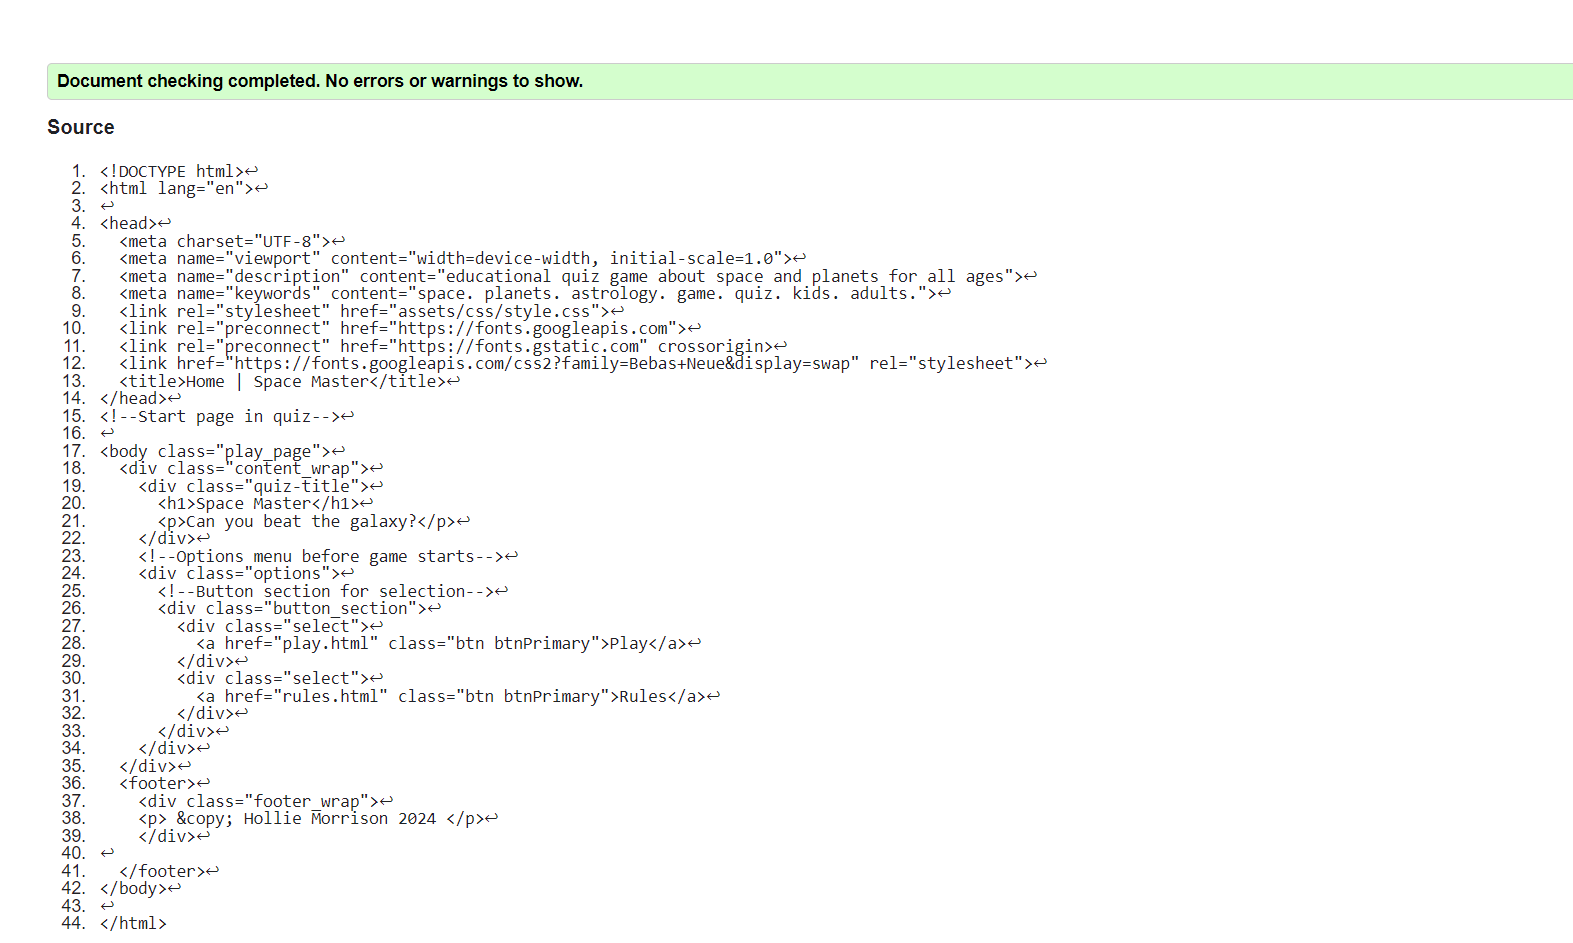 Document checking completed. No errors or warnings to show.
Source
1. <!DOCTYPE html>↩
2. <html lang="en">↩
3. ↩
4. <head>↩
5.   <meta charset="UTF-8">↩
6.   <meta name="viewport" content="width=device-width, initial-scale=1.0">↩
7.   <meta name="description" content="educational quiz game about space and planets for all ages">↩
8.   <meta name="keywords" content="space. planets. astrology. game. quiz. kids. adults.">↩
9.   <link rel="stylesheet" href="assets/css/style.css">↩
10.   <link rel="preconnect" href="https://fonts.googleapis.com">↩
11.   <link rel="preconnect" href="https://fonts.gstatic.com" crossorigin>↩
12.   <link href="https://fonts.googleapis.com/css2?family=Bebas+Neue&display=swap" rel="stylesheet">↩
13.   <title>Home | Space Master</title>↩
14. </head>↩
15. <!--Start page in quiz-->↩
16. ↩
17. <body class="play_page">↩
18.   <div class="content_wrap">↩
19.     <div class="quiz-title">↩
20.       <h1>Space Master</h1>↩
21.       <p>Can you beat the galaxy?</p>↩
22.     </div>↩
23.     <!--Options menu before game starts-->↩
24.     <div class="options">↩
25.       <!--Button section for selection-->↩
26.       <div class="button_section">↩
27.         <div class="select">↩
28.           <a href="play.html" class="btn btnPrimary">Play</a>↩
29.         </div>↩
30.         <div class="select">↩
31.           <a href="rules.html" class="btn btnPrimary">Rules</a>↩
32.         </div>↩
33.       </div>↩
34.     </div>↩
35.   </div>↩
36.   <footer>↩
37.     <div class="footer_wrap">↩
38.     <p> &copy; Hollie Morrison 2024 </p>↩
39.     </div>↩
40. ↩
41.   </footer>↩
42. </body>↩
43. ↩
44. </html>